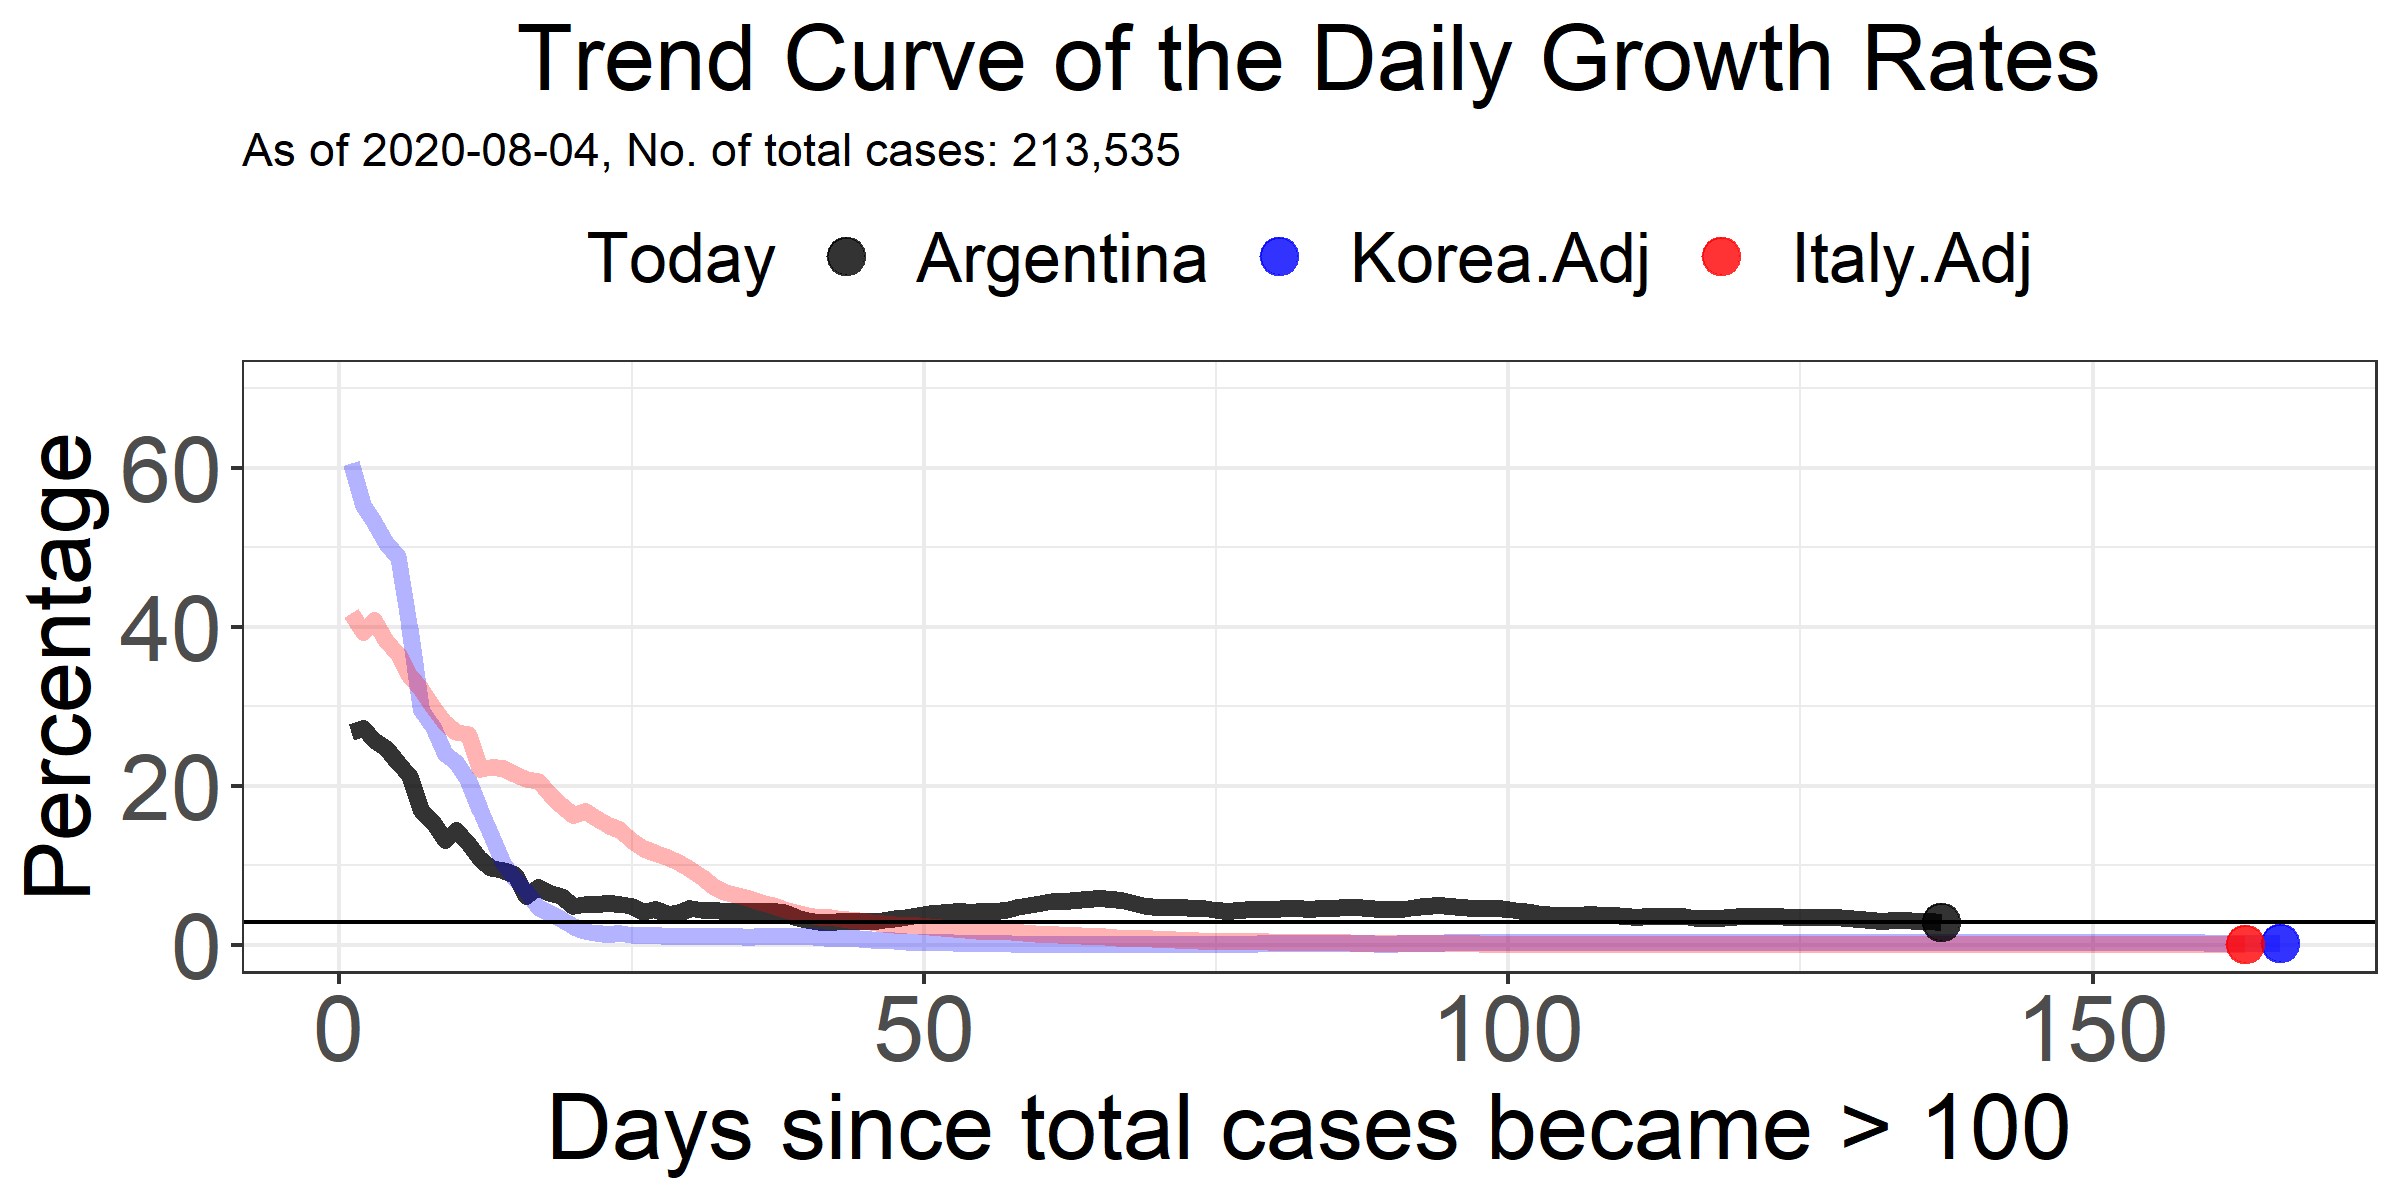 Trend Curve of the Daily Growth Rates
As of 2020-08-04, No. of total cases: 213,535
Today Argentina Korea.Adj Italy.Adj
Percentage
60
40
20
0
0 50 100 150
Days since total cases became > 100